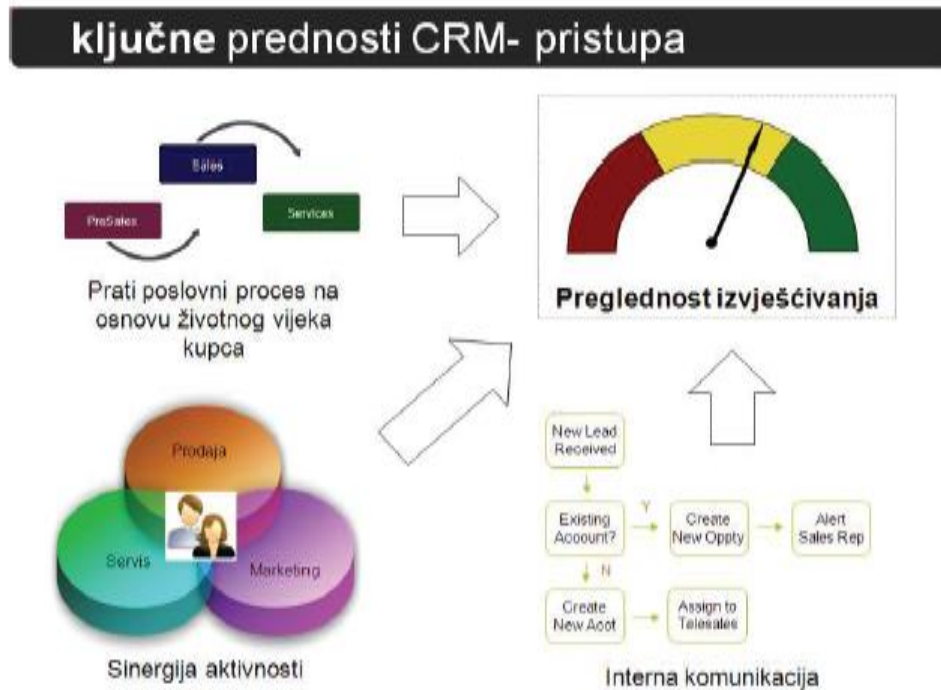 ključne prednosti CRM- pristupa
Sales
PreSales
Services
Prati poslovni proces na
osnovu životnog vijeka
kupca
Preglednost izvješćivanja
Prodaja
Servis
Marketing
Sinergija aktivnosti
New Lead
Received
Existing
Account?
Y
Create
New Oppty
Alert
Sales Rep
N
Create
New Acct
Assign to
Telesales
Interna komunikacija